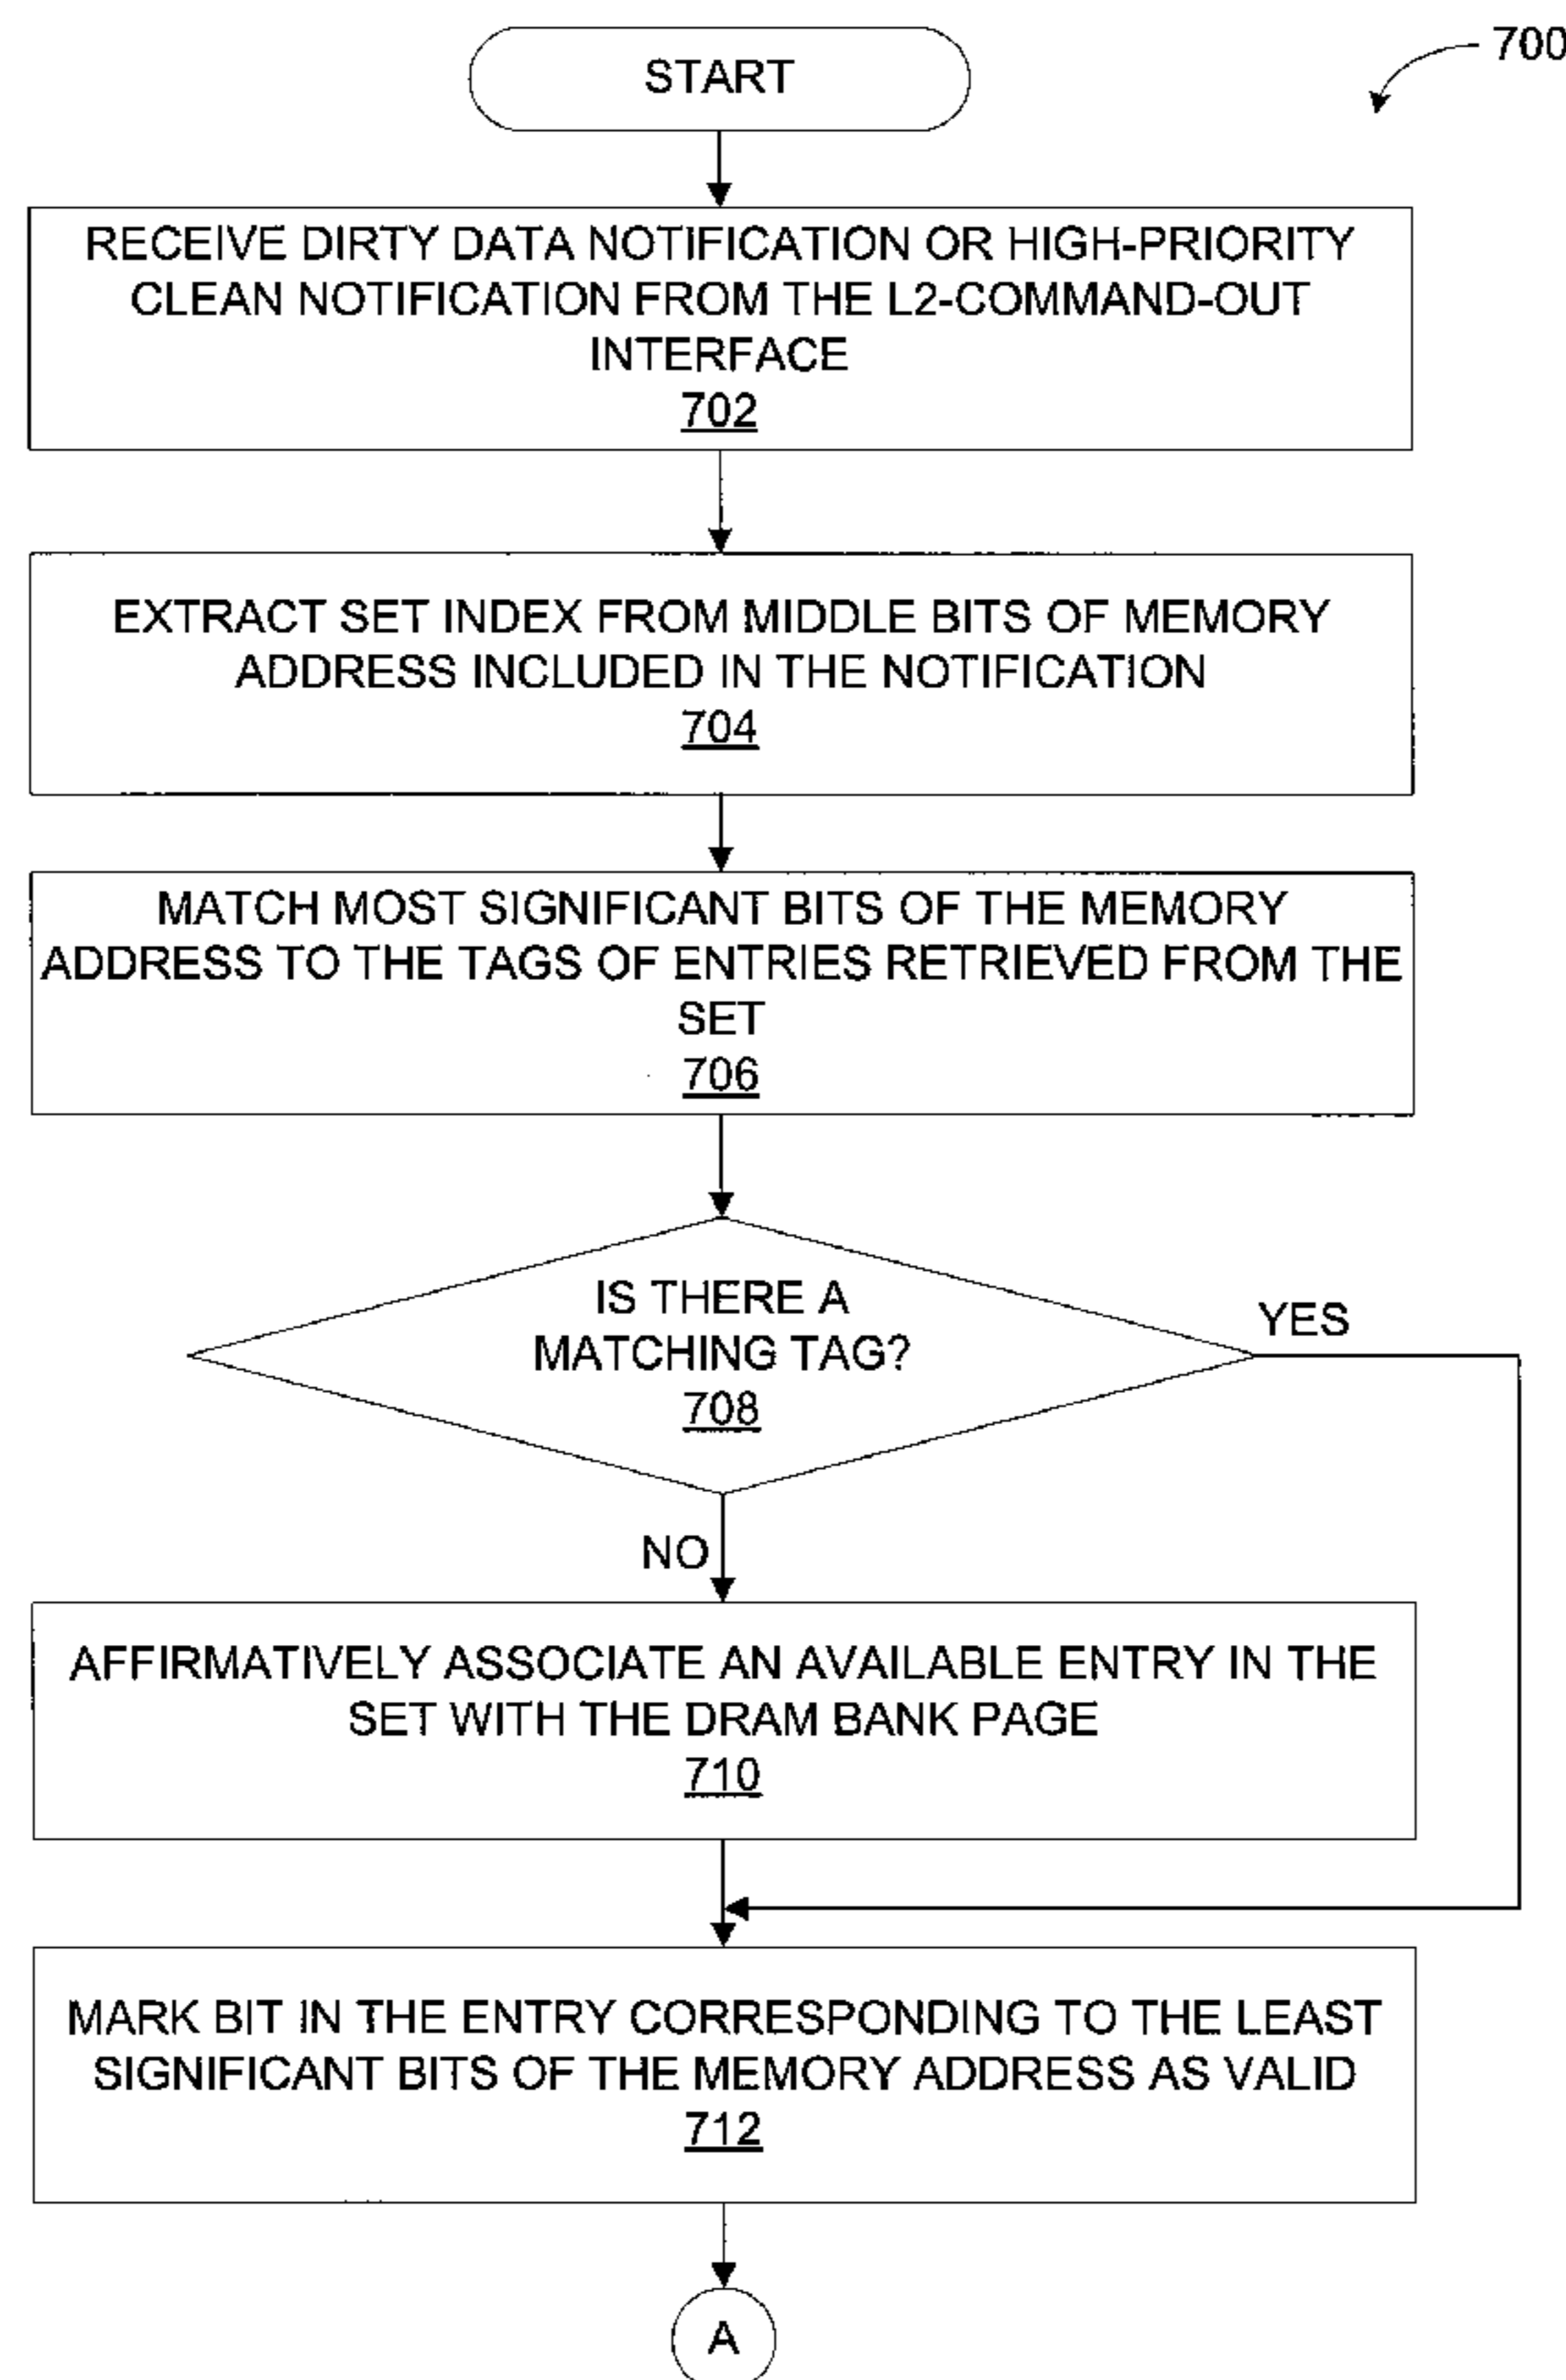 START
700
RECEIVE DIRTY DATA NOTIFICATION OR HIGH-PRIORITY
CLEAN NOTIFICATION FROM THE L2-COMMAND-OUT
INTERFACE
702
EXTRACT SET INDEX FROM MIDDLE BITS OF MEMORY
ADDRESS INCLUDED IN THE NOTIFICATION
704
MATCH MOST SIGNIFICANT BITS OF THE MEMORY
ADDRESS TO THE TAGS OF ENTRIES RETRIEVED FROM THE
SET
706
IS THERE A
MATCHING TAG?
708
YES
NO
AFFIRMATIVELY ASSOCIATE AN AVAILABLE ENTRY IN THE
SET WITH THE DRAM BANK PAGE
710
MARK BIT IN THE ENTRY CORRESPONDING TO THE LEAST
SIGNIFICANT BITS OF THE MEMORY ADDRESS AS VALID
712
A